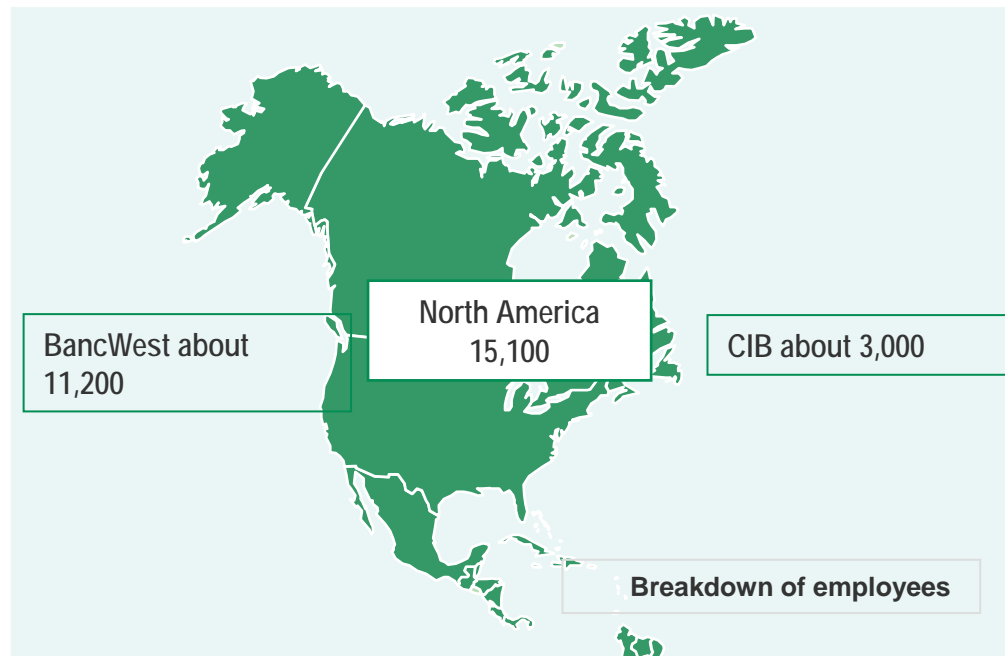 North America
15,100
BancWest about
11,200
CIB about 3,000
Breakdown of employees